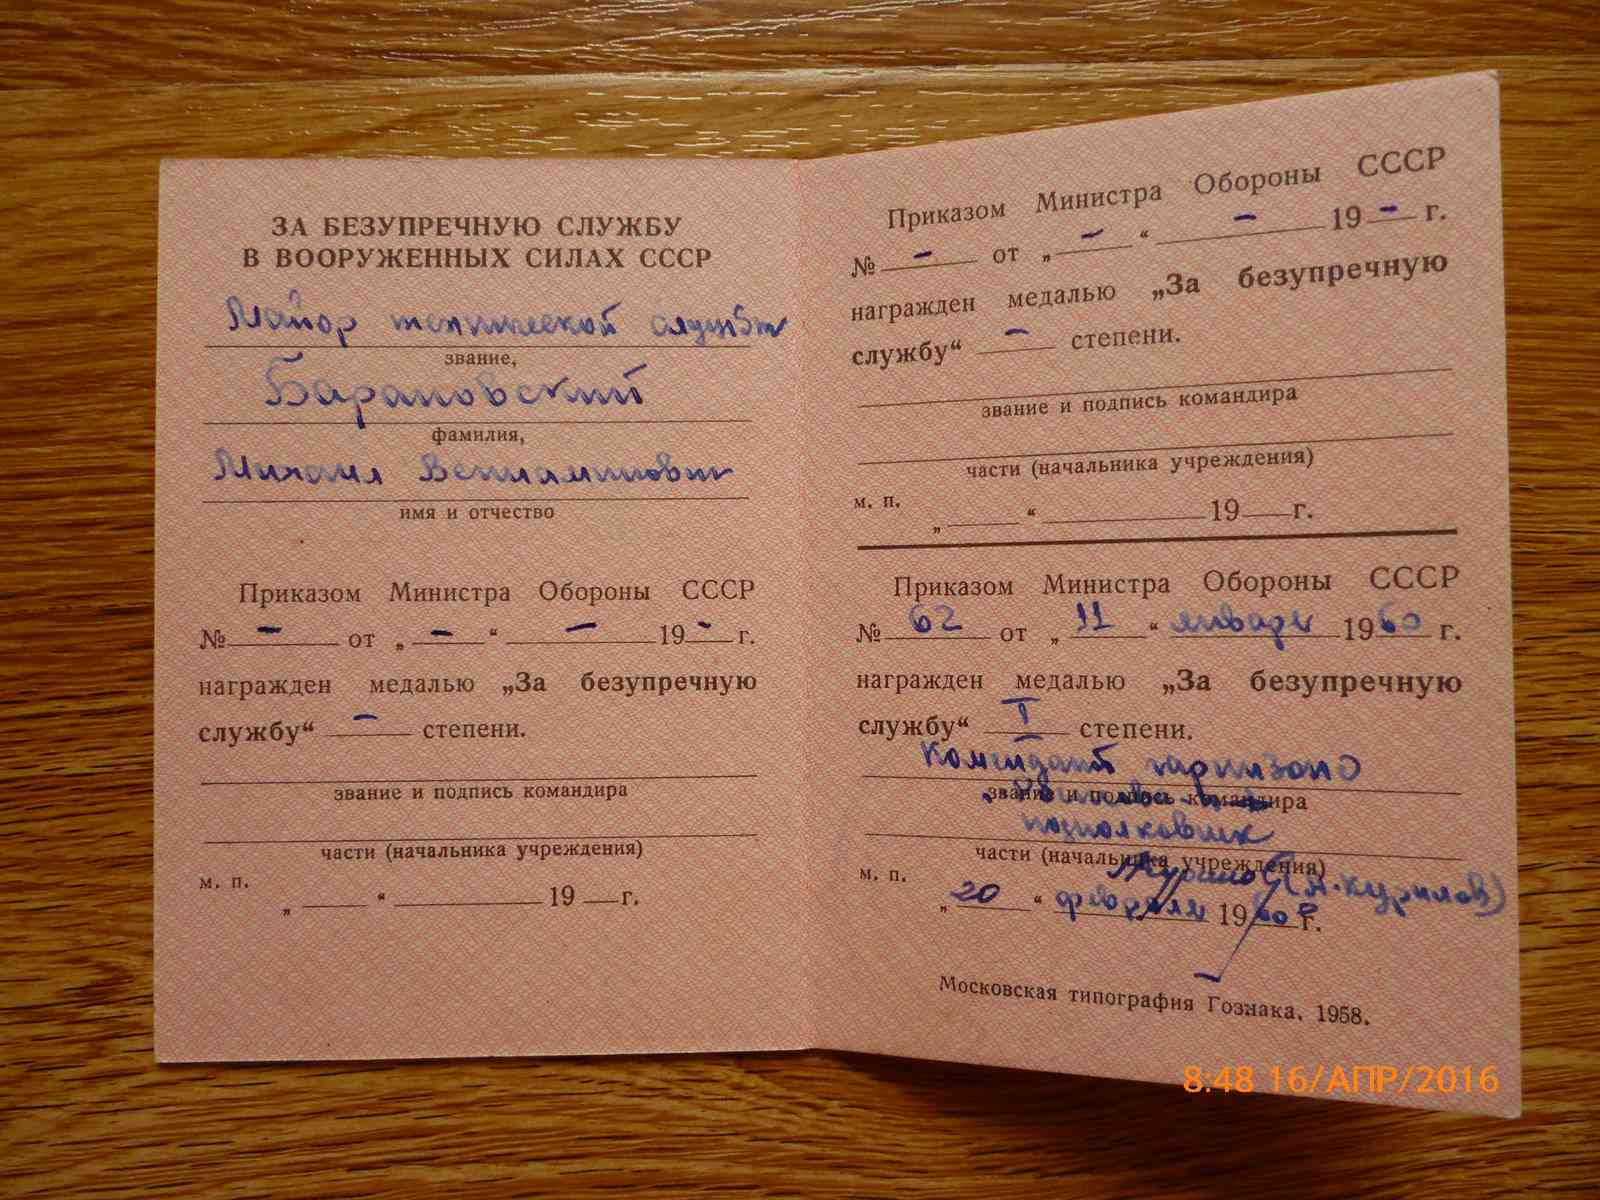 ЗА БЕЗУПРЕЧНУЮ СЛУЖБУ
В ВООРУЖЕННЫХ СИЛАХ СССР
Майор технической службы
звание,
Барановский
фамилия,
Михаил Вениаминович
имя и отчество
Приказом Министра Обороны СССР
№ – от „ – “ – 19 – г.
награжден медалью „За безупречную
службу“ – степени.
звание и подпись командира
части (начальника учреждения)
м. п.
„ “ 19 г.
Приказом Министра Обороны СССР
№ – от „ – “ – 19 – г.
награжден медалью „За безупречную
службу“ – степени.
звание и подпись командира
части (начальника учреждения)
м. п.
„ “ 19 г.
Приказом Министра Обороны СССР
№ 62 от „ 11 “ января 1960 г.
награжден медалью „За безупречную
службу“ I степени.
Комендант гарнизона
звание и подпись командира
подполковник
части (начальника учреждения)
(А. Курилов)
м. п.
„ 20 “ февраля 1960 г.
Московская типография Гознака. 1958.
8:48 16/АПР/2016